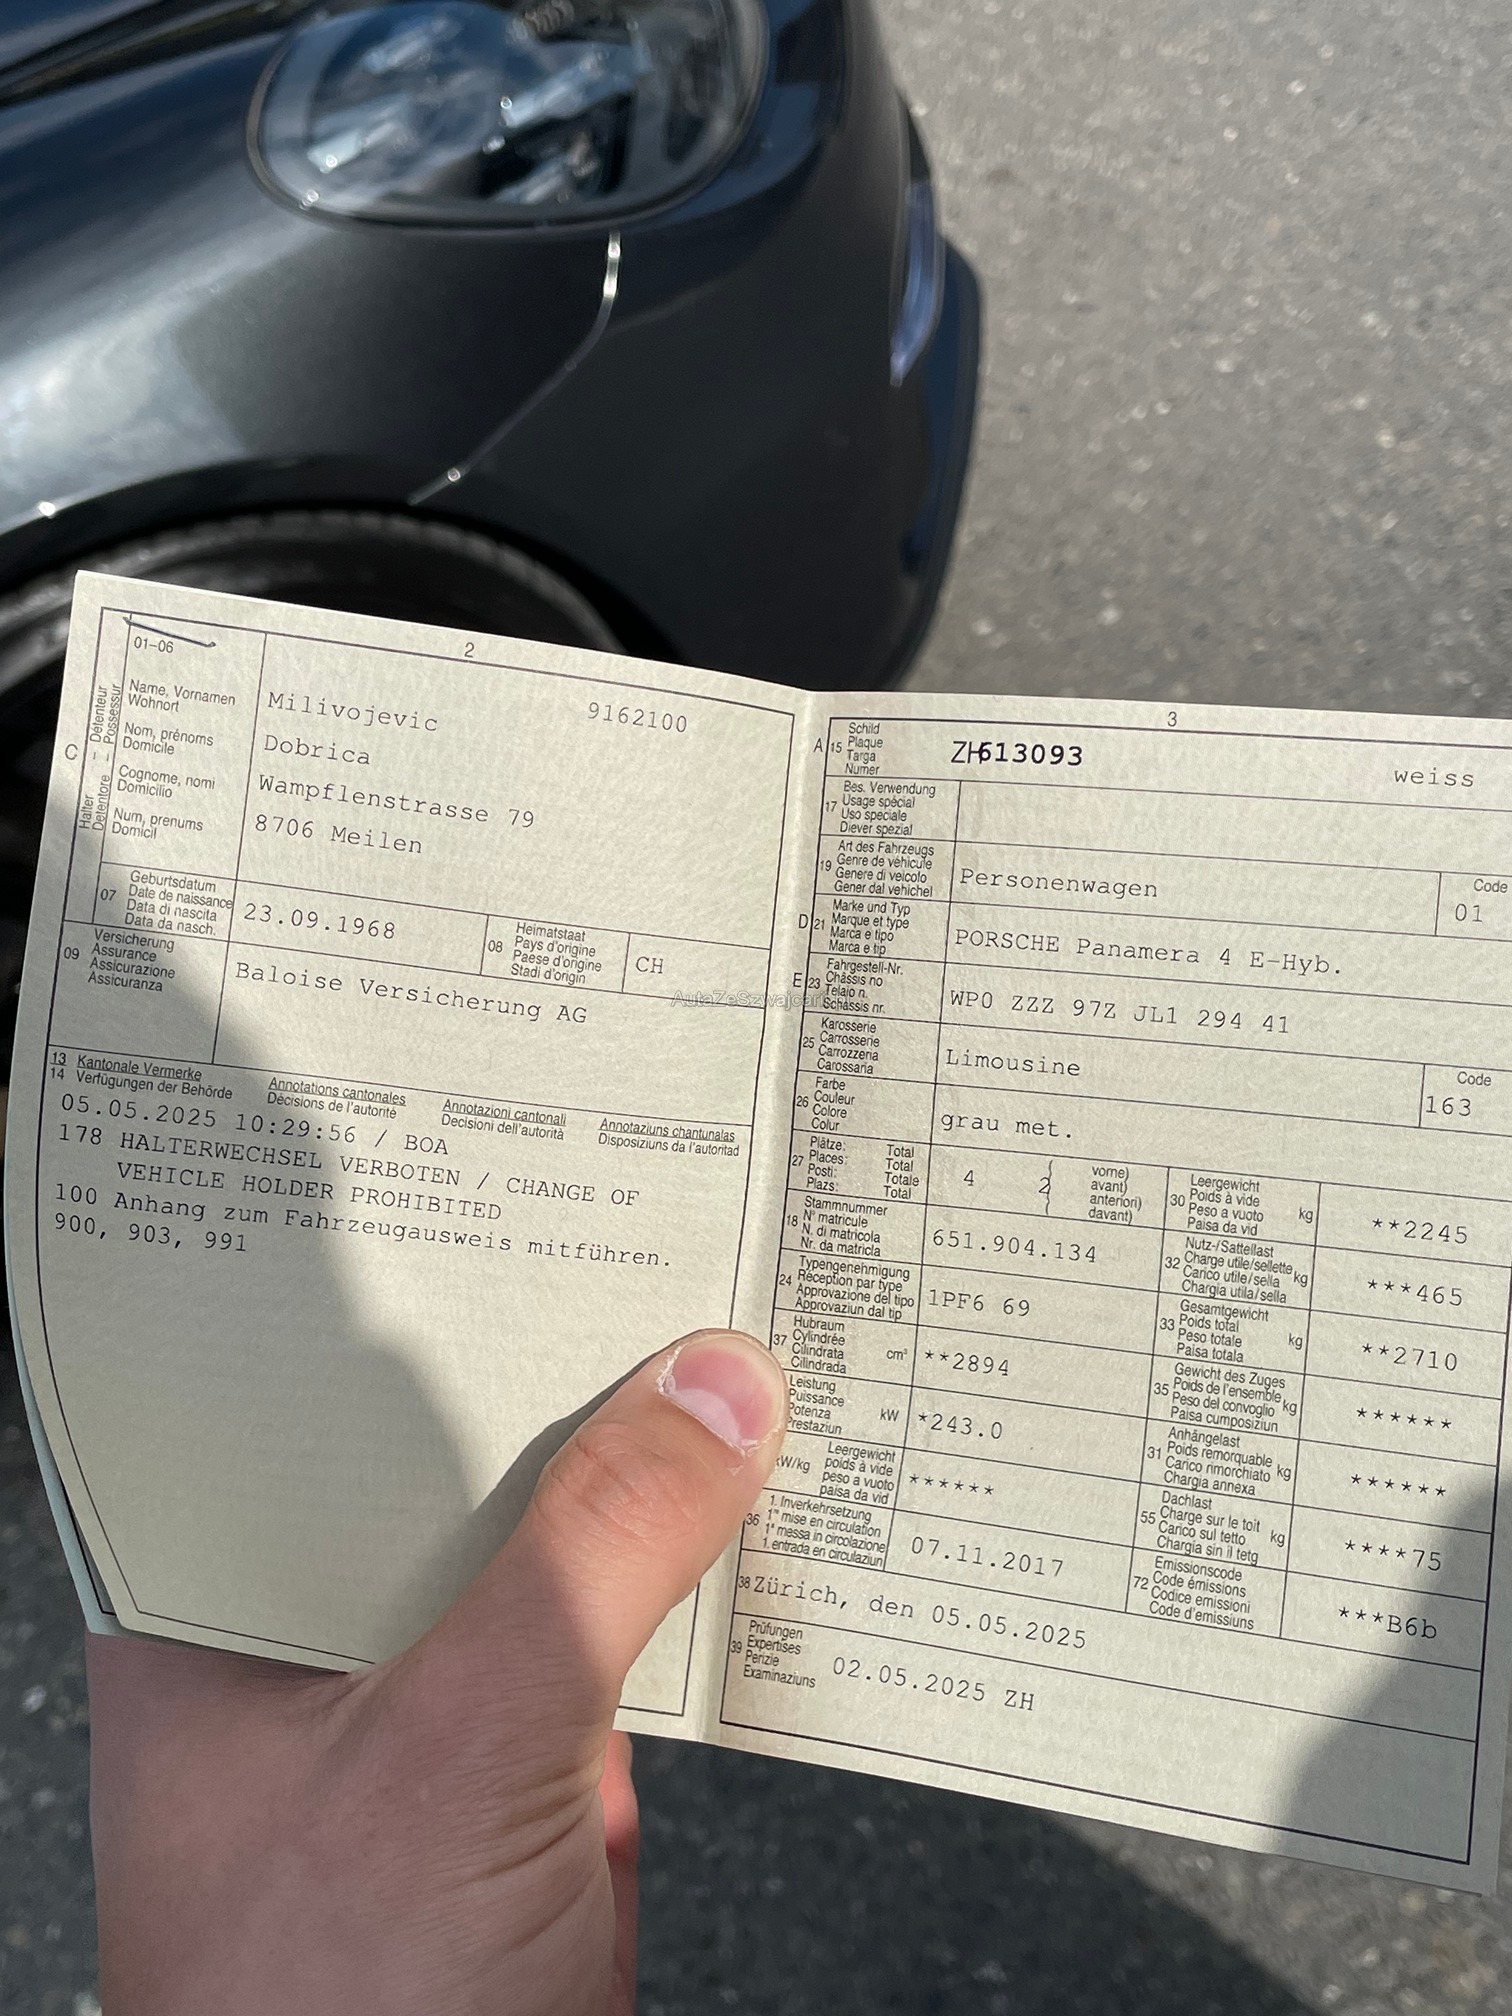 2
01-06
C
Halter – Détenteur
Detentore – Possessur
Name, Vornamen
Wohnort
Nom, prénoms
Domicile
Cognome, nomi
Domicilio
Num, prenums
Domicil
Milivojevic 9162100
Dobrica
Wampflenstrasse 79
8706 Meilen
07 Geburtsdatum
Date de naissance
Data di nascita
Data da nasch.
23.09.1968
08 Heimatstaat
Pays d'origine
Paese d'origine
Stadi d'origin
CH
09 Versicherung
Assurance
Assicurazione
Assicuranza
Baloise Versicherung AG
13 Kantonale Vermerke Annotations cantonales Annotazioni cantonali Annotaziuns chantunalas
14 Verfügungen der Behörde Décisions de l'autorité Decisioni dell'autorità Disposiziuns da l'autoritad
05.05.2025 10:29:56 / BOA
178 HALTERWECHSEL VERBOTEN / CHANGE OF
VEHICLE HOLDER PROHIBITED
100 Anhang zum Fahrzeugausweis mitführen.
900, 903, 991
AutaZeSzwajcarii
3
A 15 Schild
Plaque
Targa
Numer
ZH613093 weiss
17 Bes. Verwendung
Usage spécial
Uso speciale
Diever spezial
19 Art des Fahrzeugs
Genre de véhicule
Genere di veicolo
Gener dal vehichel
Personenwagen
Code
01
D 21 Marke und Typ
Marque et type
Marca e tipo
Marca e tip
PORSCHE Panamera 4 E-Hyb.
E 23 Fahrgestell-Nr.
Châssis no
Telaio n.
Schassis nr.
WP0 ZZZ 97Z JL1 294 41
25 Karosserie
Carrosserie
Carrozzeria
Carossaria
Limousine
Code
163
26 Farbe
Couleur
Colore
Colur
grau met.
27 Plätze: Total
Places: Total
Posti: Totale
Plazs: Total
4 2
vorne)
avant)
anteriori)
davant)
30 Leergewicht
Poids à vide
Peso a vuoto kg
Paisa da vid
**2245
18 Stammnummer
N° matricule
N. di matricola
Nr. da matricla
651.904.134
32 Nutz-/Sattellast
Charge utile/sellette kg
Carico utile/sella
Chargia utila/sella
***465
24 Typengenehmigung
Réception par type
Approvazione del tipo
Approvaziun dal tip
1PF6 69
33 Gesamtgewicht
Poids total kg
Peso totale
Paisa totala
**2710
37 Hubraum
Cylindrée
Cilindrata cm³
Cilindrada
**2894
35 Gewicht des Zuges
Poids de l'ensemble kg
Peso del convoglio
Paisa cumposiziun
******
Leistung
Puissance
Potenza kW
Prestaziun
*243.0
31 Anhängelast
Poids remorquable kg
Carico rimorchiato
Chargia annexa
******
kW/kg Leergewicht
poids à vide
peso a vuoto
paisa da vid
******
55 Dachlast
Charge sur le toit kg
Carico sul tetto
Chargia sin il tetg
****75
36 1. Inverkehrsetzung
1re mise en circulation
1a messa in circolazione
1. entrada en circulaziun
07.11.2017
72 Emissionscode
Code émissions
Codice emissioni
Code d'emissiuns
***B6b
38 Zürich, den 05.05.2025
39 Prüfungen
Expertises
Perizie
Examinaziuns
02.05.2025 ZH